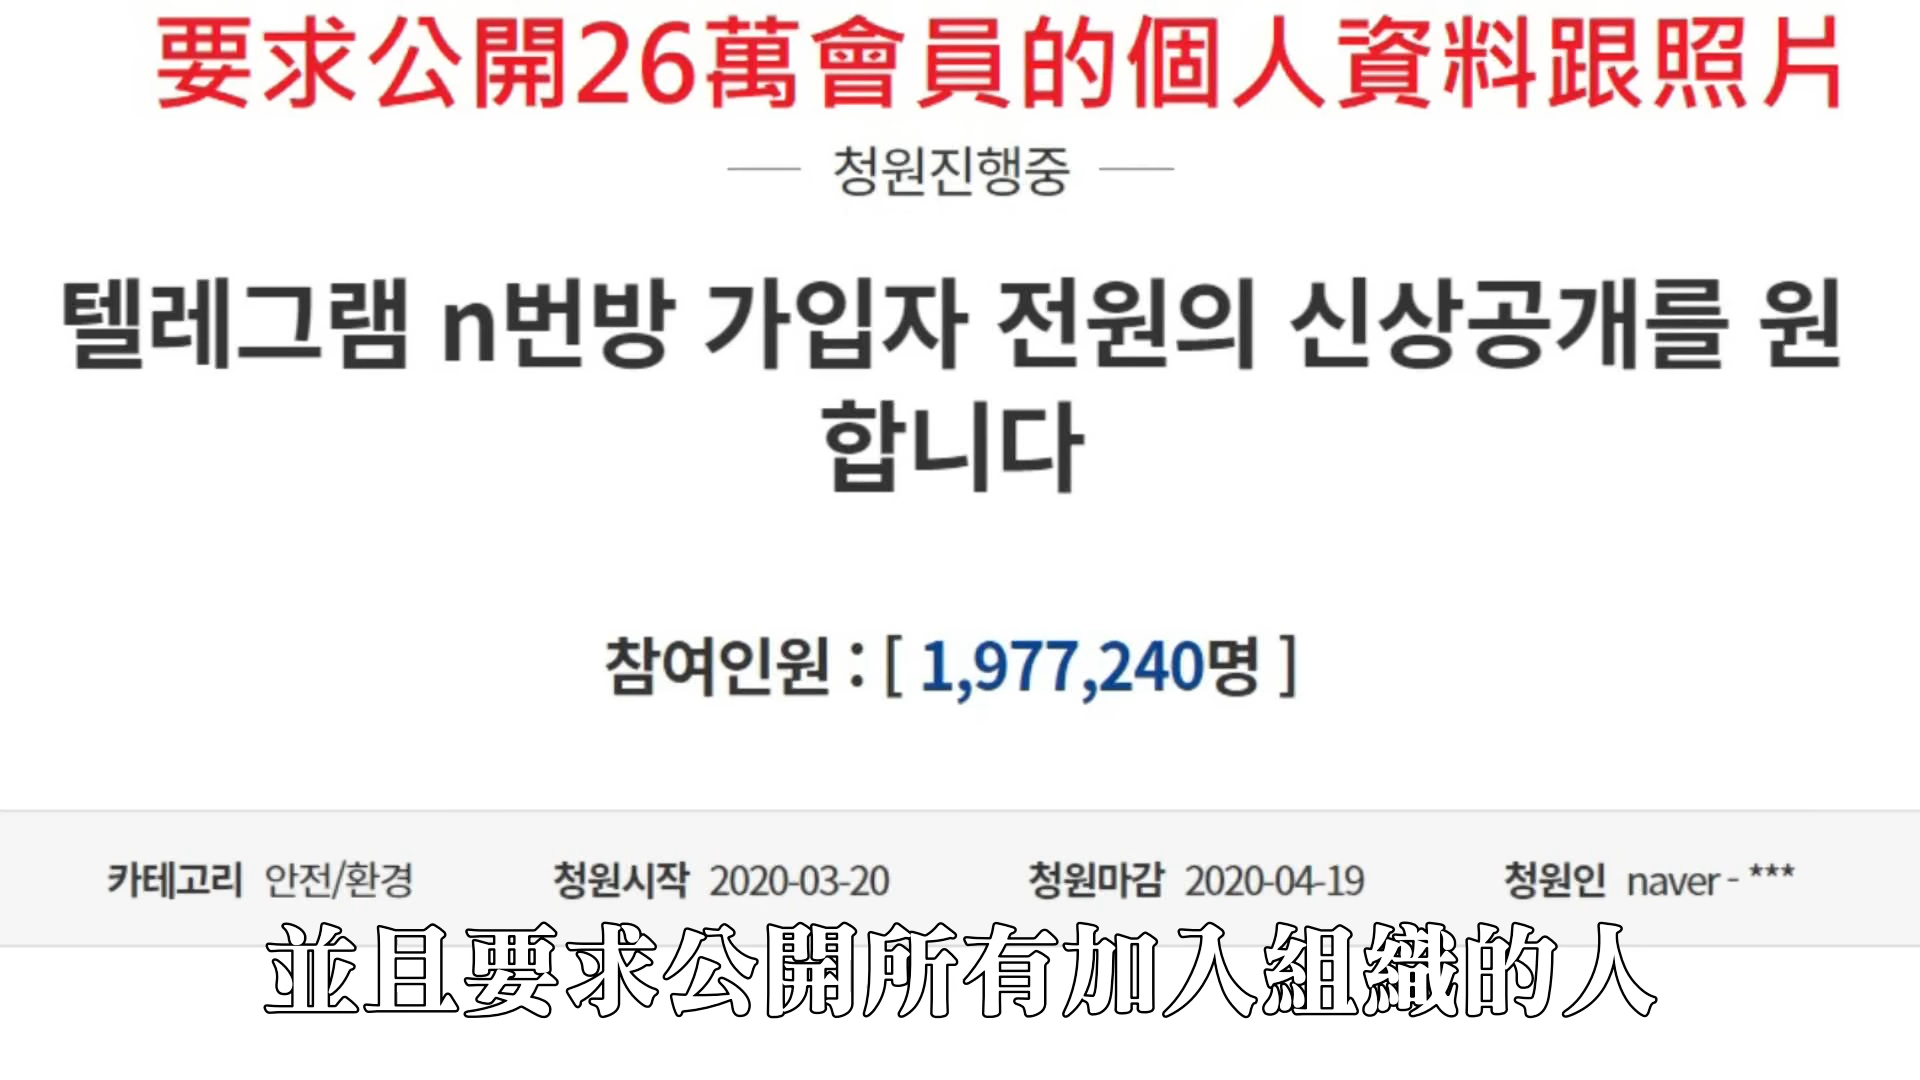 要求公開26萬會員的個人資料跟照片
청원진행중
텔레그램 n번방 가입자 전원의 신상공개를 원
합니다
참여인원 : [ 1,977,240명 ]
카테고리 안전/환경 청원시작 2020-03-20 청원마감 2020-04-19 청원인 naver - ***
並且要求公開所有加入組織的人